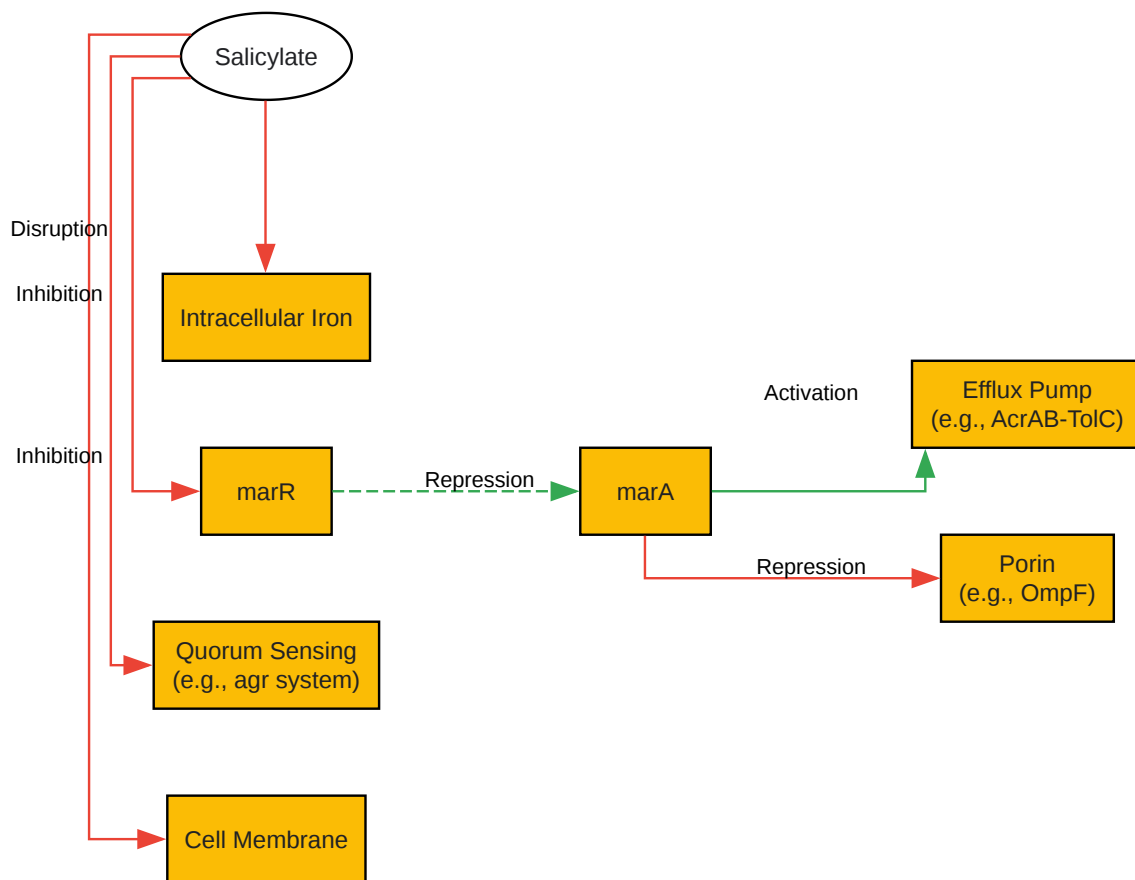 Salicylate
Disruption
Inhibition
Intracellular Iron
Activation
Efflux Pump
(e.g., AcrAB-TolC)
Inhibition
marR
Repression
marA
Porin
(e.g., OmpF)
Repression
Quorum Sensing
(e.g., agr system)
Cell Membrane